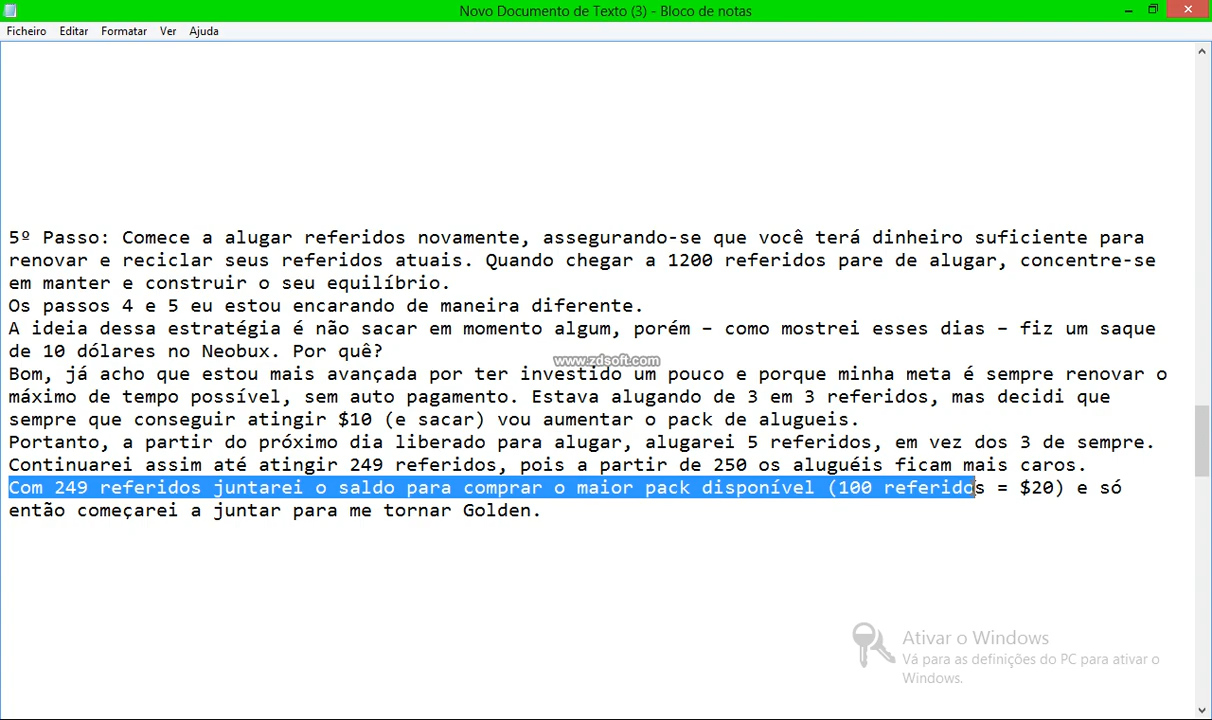 Novo Documento de Texto (3) - Bloco de notas
Ficheiro Editar Formatar Ver Ajuda
5º Passo: Comece a alugar referidos novamente, assegurando-se que você terá dinheiro suficiente para
renovar e reciclar seus referidos atuais. Quando chegar a 1200 referidos pare de alugar, concentre-se
em manter e construir o seu equilíbrio.
Os passos 4 e 5 eu estou encarando de maneira diferente.
A ideia dessa estratégia é não sacar em momento algum, porém – como mostrei esses dias – fiz um saque
de 10 dólares no Neobux. Por quê?
www.zdsoft.com
Bom, já acho que estou mais avançada por ter investido um pouco e porque minha meta é sempre renovar o
máximo de tempo possível, sem auto pagamento. Estava alugando de 3 em 3 referidos, mas decidi que
sempre que conseguir atingir $10 (e sacar) vou aumentar o pack de alugueis.
Portanto, a partir do próximo dia liberado para alugar, alugarei 5 referidos, em vez dos 3 de sempre.
Continuarei assim até atingir 249 referidos, pois a partir de 250 os aluguéis ficam mais caros.
Com 249 referidos juntarei o saldo para comprar o maior pack disponível (100 referidos = $20) e só
então começarei a juntar para me tornar Golden.
Ativar o Windows
Vá para as definições do PC para ativar o
Windows.